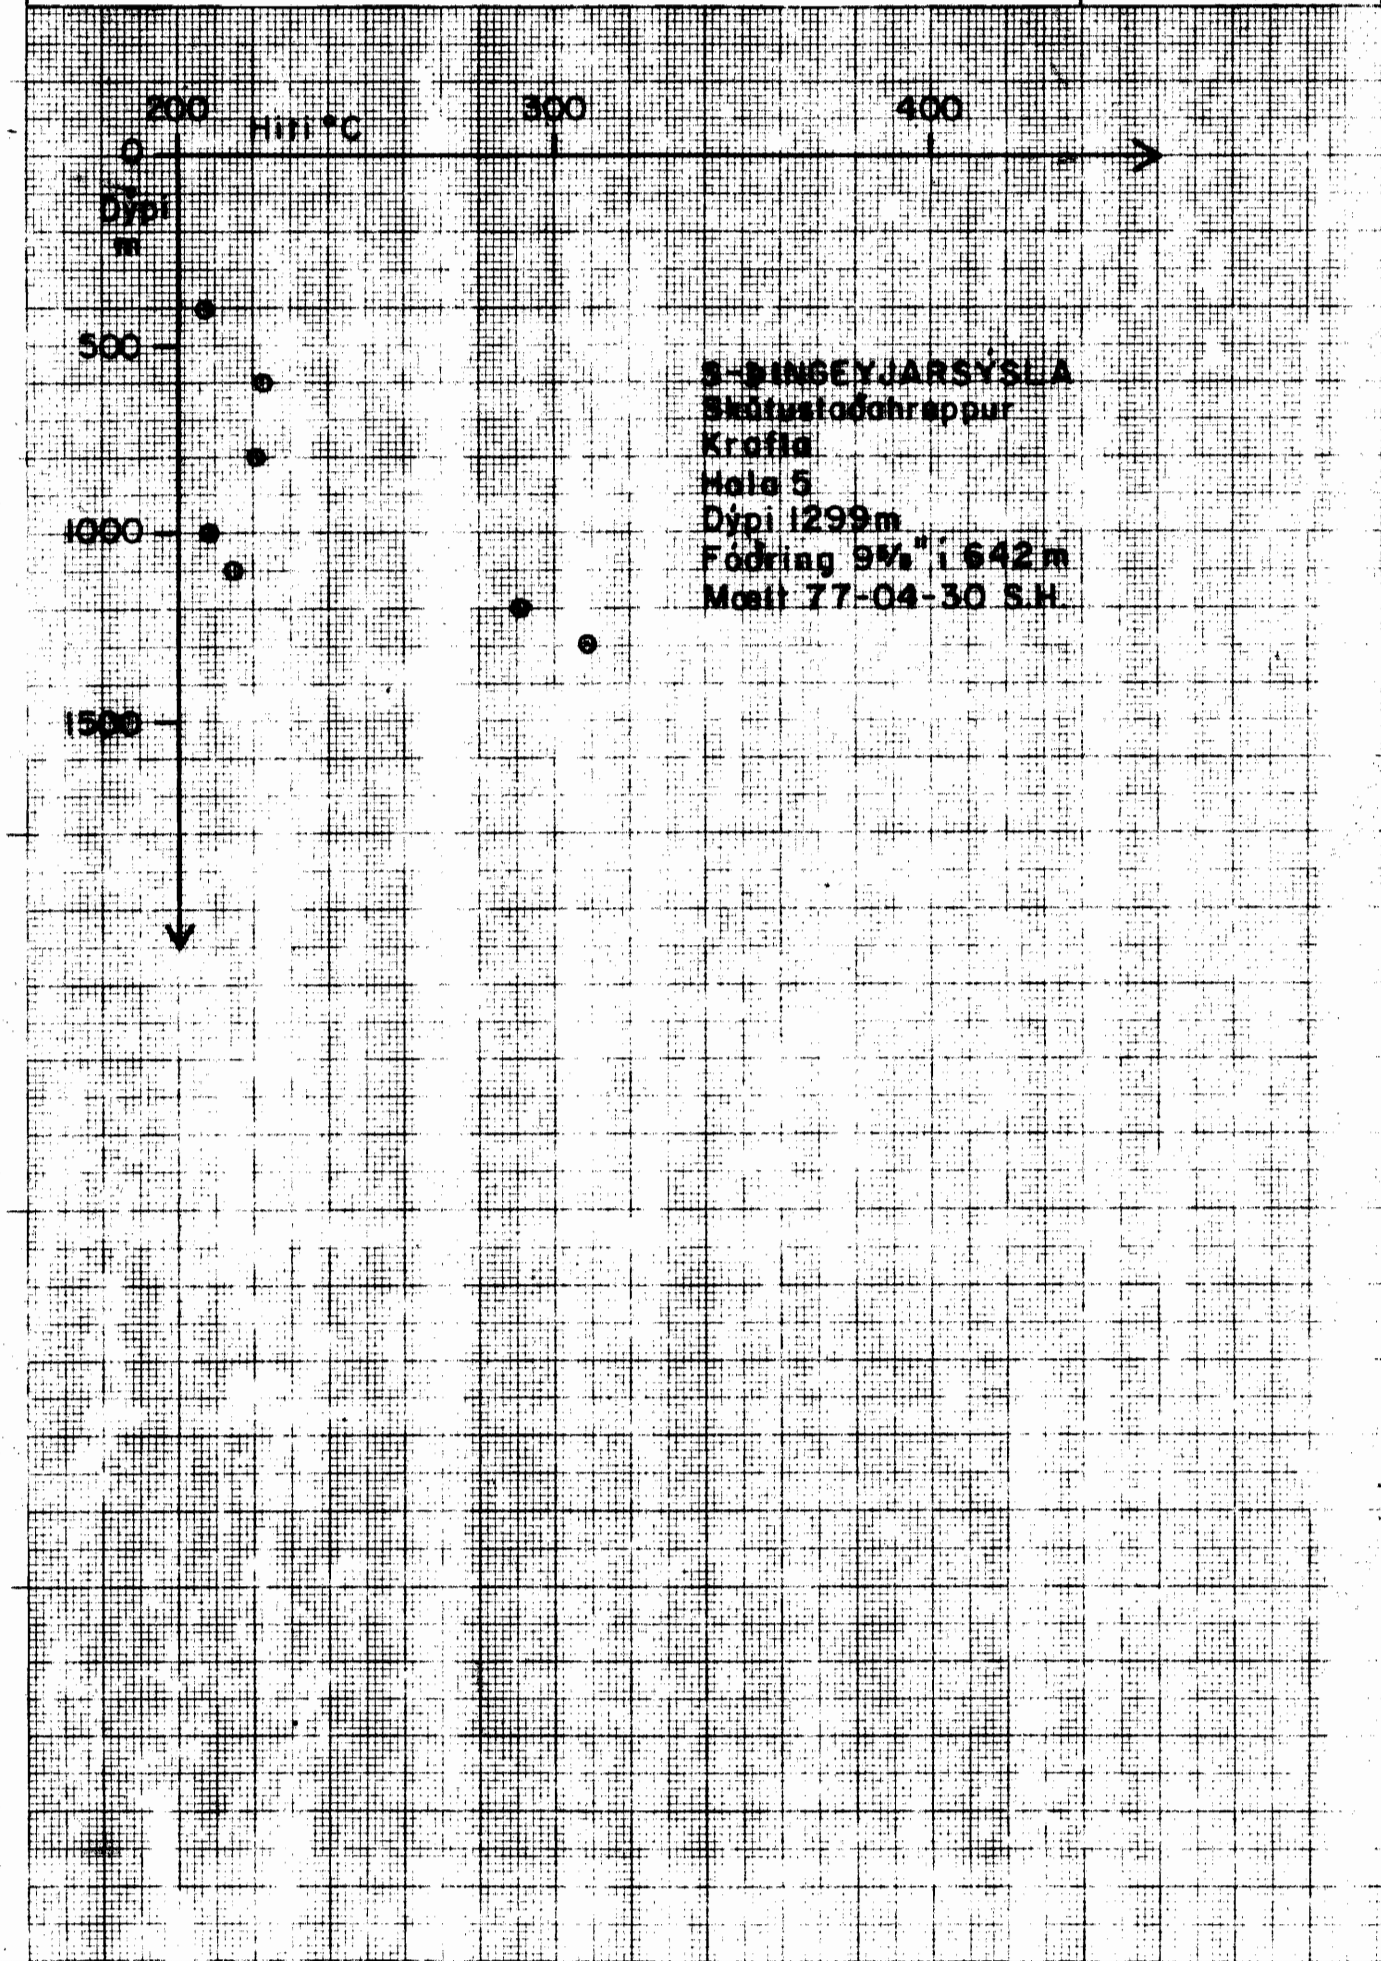 200 300 400
Hiti °C
0
Dýpi
m
500
1000
1500
S-ÞINGEYJARSÝSLA
Skútustaðahreppur
Krafla
Hola 5
Dýpi 1299m
Fóðring 9⅝" í 642 m
Mælt 77-04-30 S.H.